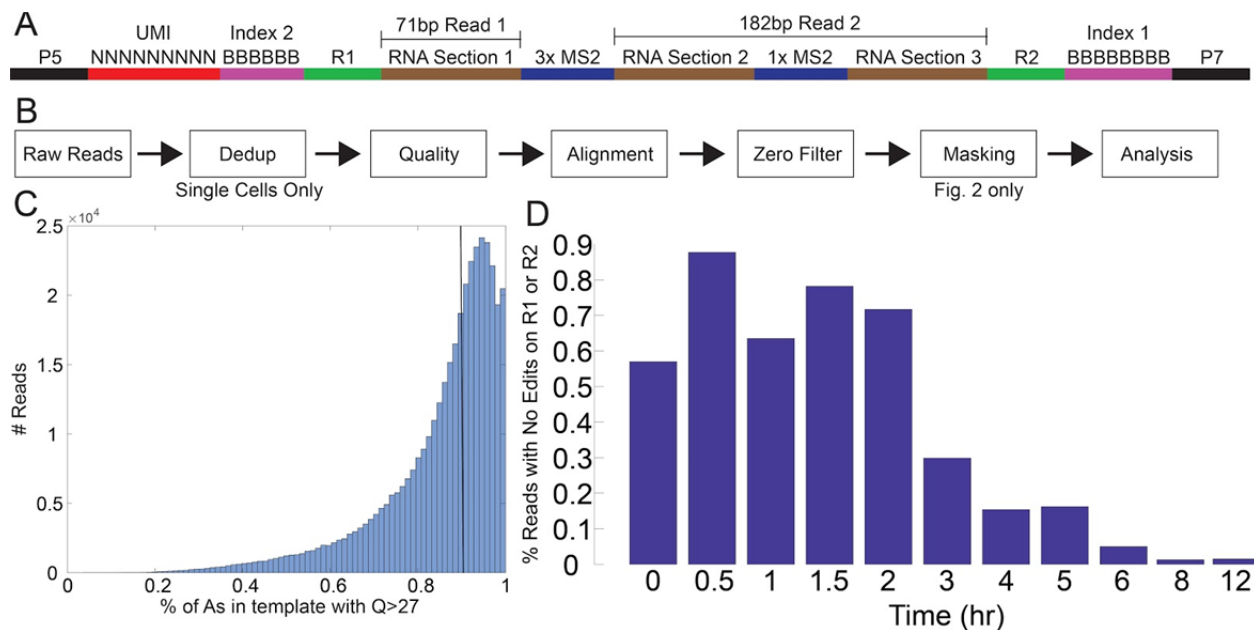 A
71bp Read 1
182bp Read 2
UMI
Index 2
Index 1
P5
NNNNNNNNN
BBBBBB
R1
RNA Section 1
3x MS2
RNA Section 2
1x MS2
RNA Section 3
R2
BBBBBBBB
P7
B
Raw Reads
Dedup
Quality
Alignment
Zero Filter
Masking
Analysis
Single Cells Only
Fig. 2 only
C
×10⁴
2.5
2
1.5
1
0.5
0
# Reads
0 0.2 0.4 0.6 0.8 1
% of As in template with Q>27
D
0.9
0.8
0.7
0.6
0.5
0.4
0.3
0.2
0.1
0
% Reads with No Edits on R1 or R2
0 0.5 1 1.5 2 3 4 5 6 8 12
Time (hr)